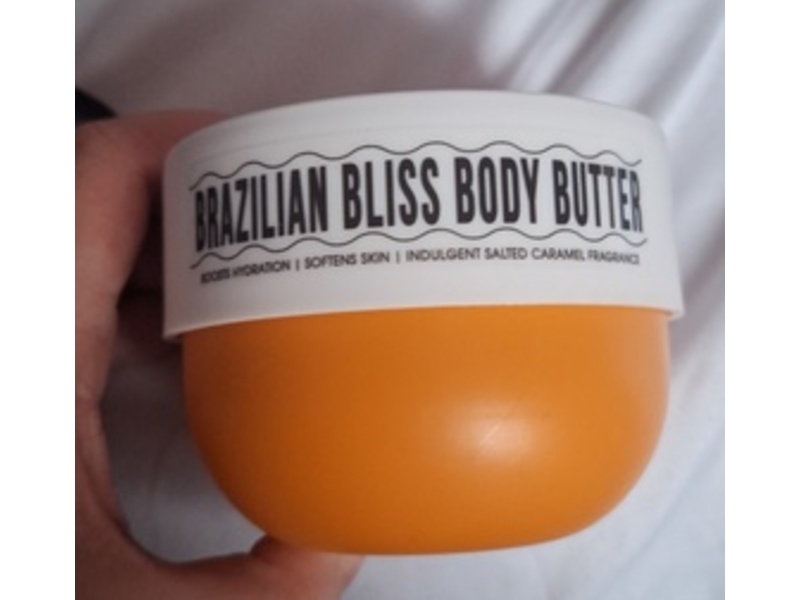 BRAZILIAN BLISS BODY BUTTER
BOOSTS HYDRATION | SOFTENS SKIN | INDULGENT SALTED CARAMEL FRAGRANCE